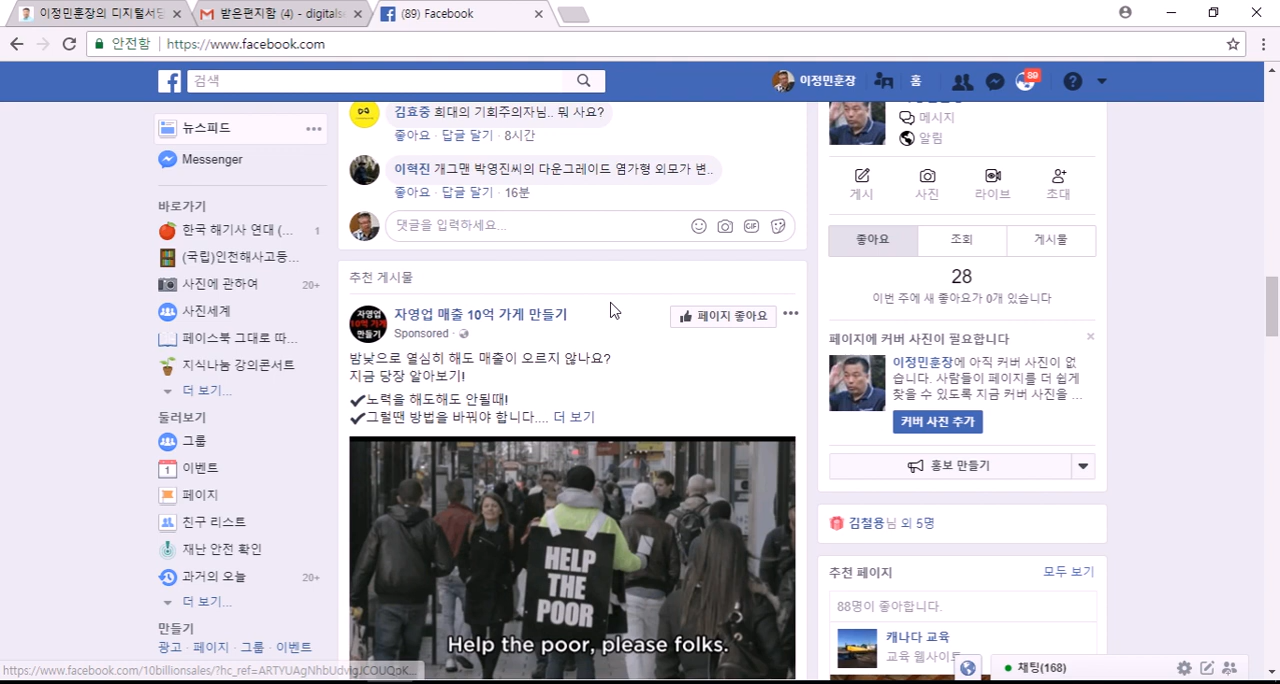 이정민훈장의 디지털서당
받은편지함 (4) - digitalse
(89) Facebook
안전함 https://www.facebook.com
검색
이정민훈장
홈
89
뉴스피드
Messenger
바로가기
한국 해기사 연대 (... 1
(국립)인천해사고등...
사진에 관하여 20+
사진세계
페이스북 그대로 따...
지식나눔 강의콘서트
더 보기...
둘러보기
그룹
이벤트
페이지
친구 리스트
재난 안전 확인
과거의 오늘 20+
더 보기...
만들기
광고 · 페이지 · 그룹 · 이벤트
김효중 희대의 기회주의자님.. 뭐 사요?
좋아요 · 답글 달기 · 8시간
이혁진 개그맨 박영진씨의 다운그레이드 염가형 외모가 변..
좋아요 · 답글 달기 · 16분
댓글을 입력하세요...
GIF
추천 게시물
자영업 매출 10억 가게 만들기
Sponsored ·
페이지 좋아요
자영업
10억 가게
만들기
밤낮으로 열심히 해도 매출이 오르지 않나요?
지금 당장 알아보기!
✔노력을 해도해도 안될때!
✔그럴땐 방법을 바꿔야 합니다.... 더 보기
HELP
THE
POOR
Help the poor, please folks.
메시지
알림
게시
사진
라이브
초대
좋아요
조회
게시물
28
이번 주에 새 좋아요가 0개 있습니다
페이지에 커버 사진이 필요합니다
이정민훈장에 아직 커버 사진이 없
습니다. 사람들이 페이지를 더 쉽게
찾을 수 있도록 지금 커버 사진을 ...
커버 사진 추가
홍보 만들기
김철용님 외 5명
추천 페이지
모두 보기
88명이 좋아합니다.
캐나다 교육
교육 웹사이트
채팅(168)